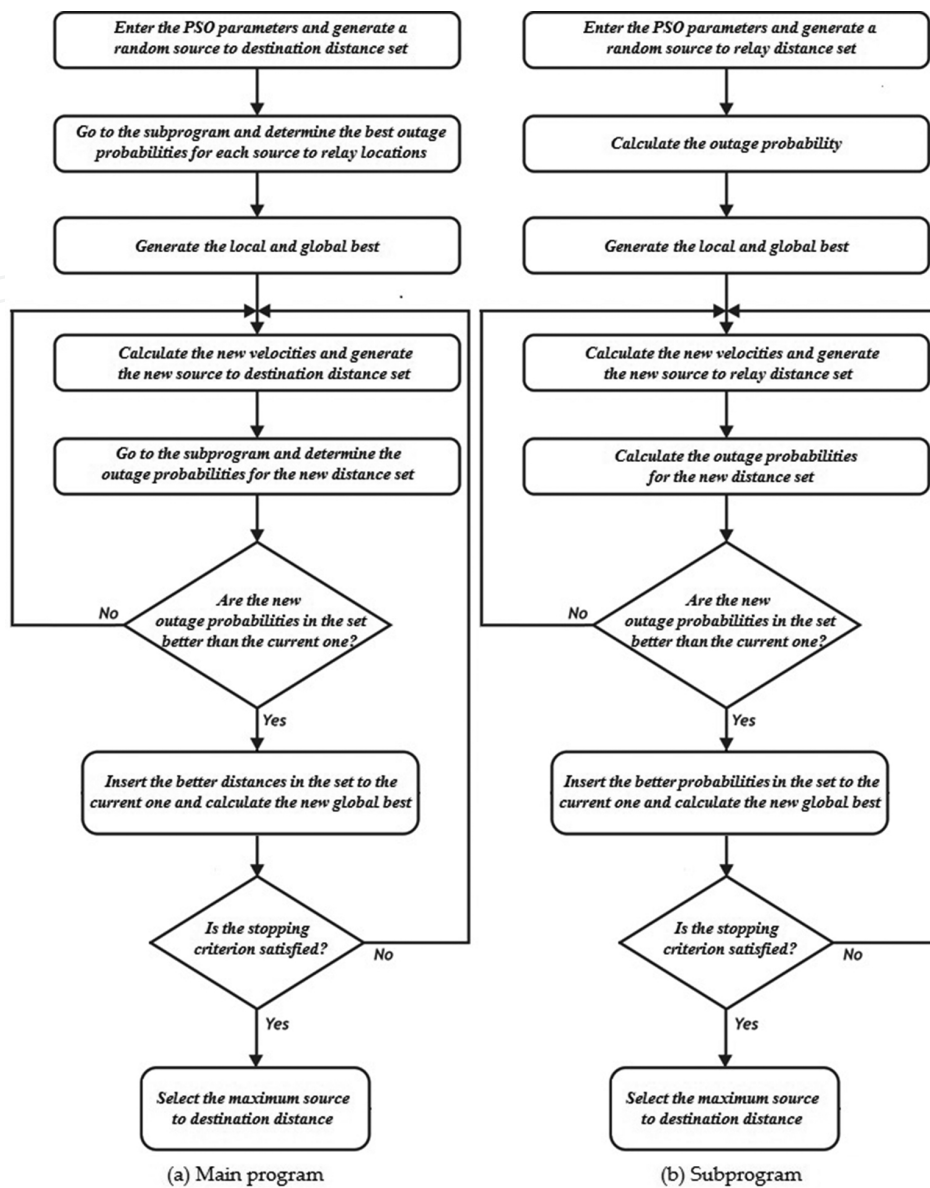 Enter the PSO parameters and generate a
random source to destination distance set
Go to the subprogram and determine the best outage
probabilities for each source to relay locations
Generate the local and global best
Calculate the new velocities and generate
the new source to destination distance set
Go to the subprogram and determine the
outage probabilities for the new distance set
No
Are the new
outage probabilities in the set
better than the current one?
Yes
Insert the better distances in the set to the
current one and calculate the new global best
Is the stopping
criterion satisfied?
No
Yes
Select the maximum source
to destination distance
(a) Main program
Enter the PSO parameters and generate a
random source to relay distance set
Calculate the outage probability
Generate the local and global best
Calculate the new velocities and generate
the new source to relay distance set
Calculate the outage probabilities
for the new distance set
No
Are the new
outage probabilities in the set
better than the current one?
Yes
Insert the better probabilities in the set to the
current one and calculate the new global best
Is the stopping
criterion satisfied?
No
Yes
Select the maximum source
to destination distance
(b) Subprogram